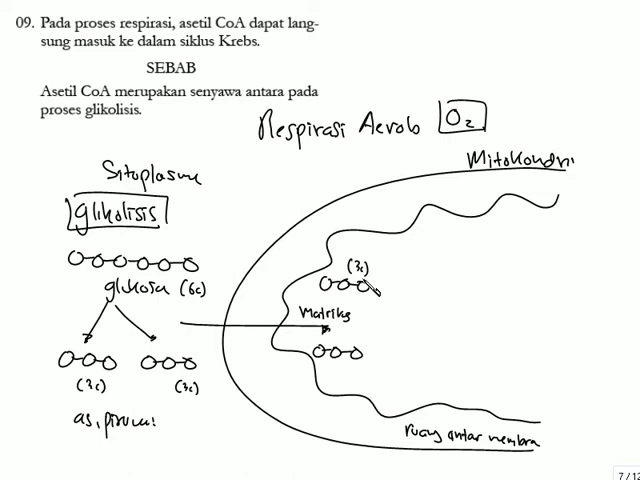 09. Pada proses respirasi, asetil CoA dapat lang-
sung masuk ke dalam siklus Krebs.
SEBAB
Asetil CoA merupakan senyawa antara pada
proses glikolisis.
Respirasi Aerob O₂
Mitokondri
Sitoplasma
glikolisis
(3c)
glukosa (6c)
Matriks
(3c) (3c)
as. piruvat
ruang antar membran
7/12